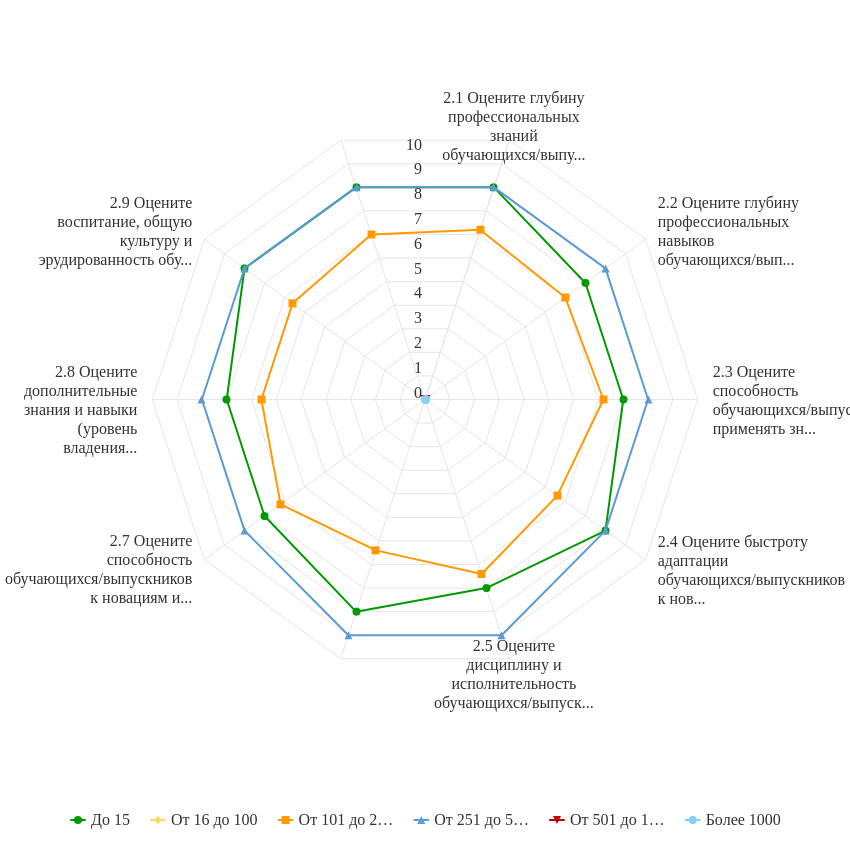 2.1 Оцените глубину
профессиональных
знаний
обучающихся/выпу...
10
9
8
7
6
5
4
3
2
1
0
2.2 Оцените глубину
профессиональных
навыков
обучающихся/вып...
2.3 Оцените
способность
обучающихся/выпус
применять зн...
2.4 Оцените быстроту
адаптации
обучающихся/выпускников
к нов...
2.5 Оцените
дисциплину и
исполнительность
обучающихся/выпуск...
2.7 Оцените
способность
обучающихся/выпускников
к новациям и...
2.8 Оцените
дополнительные
знания и навыки
(уровень
владения...
2.9 Оцените
воспитание, общую
культуру и
эрудированность обу...
До 15 От 16 до 100 От 101 до 2… От 251 до 5… От 501 до 1… Более 1000